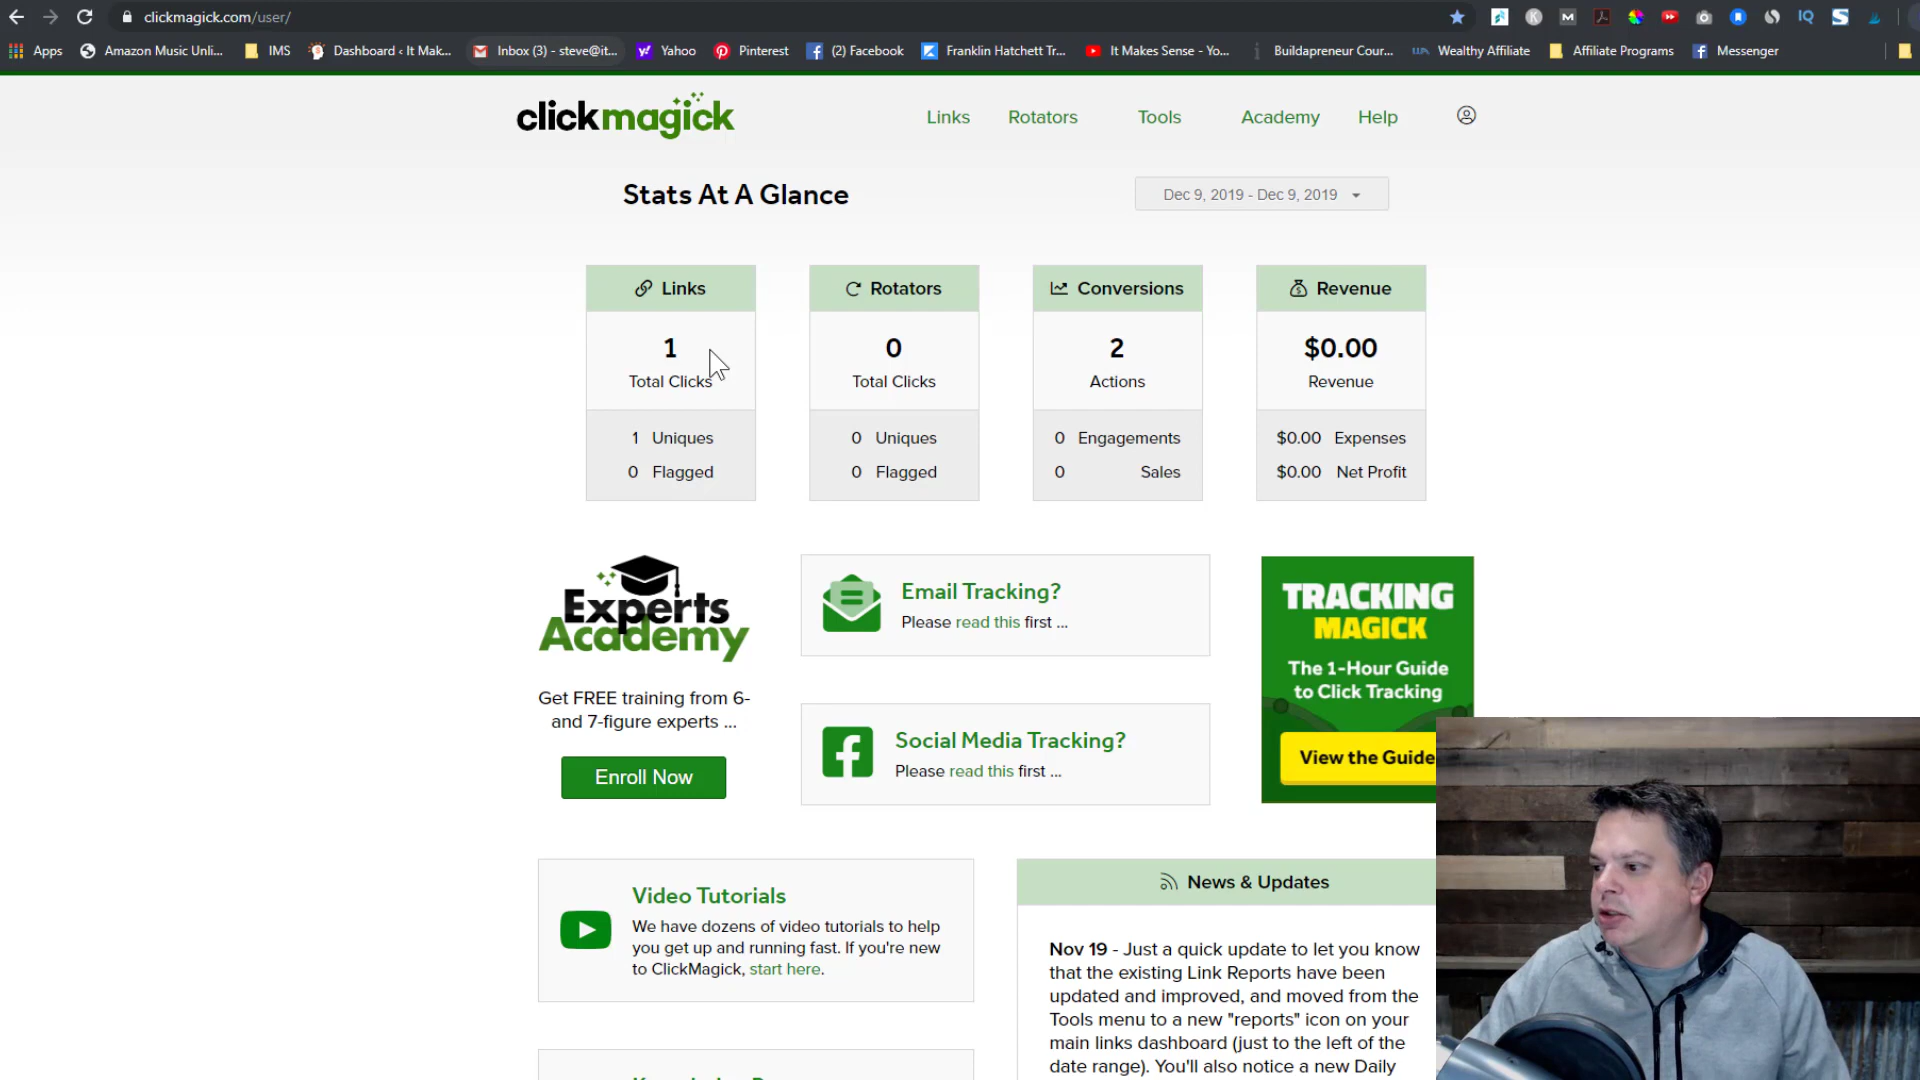 clickmagick.com/user/
Apps
Amazon Music Unli...
IMS
Dashboard ‹ It Mak...
Inbox (3) - steve@it...
Yahoo
Pinterest
(2) Facebook
Franklin Hatchett Tr...
It Makes Sense - Yo...
Buildapreneur Cour...
Wealthy Affiliate
Affiliate Programs
Messenger
clickmagick
Links
Rotators
Tools
Academy
Help
Stats At A Glance
Dec 9, 2019 - Dec 9, 2019
Links
1
Total Clicks
1 Uniques
0 Flagged
Rotators
0
Total Clicks
0 Uniques
0 Flagged
Conversions
2
Actions
0 Engagements
0 Sales
Revenue
$0.00
Revenue
$0.00 Expenses
$0.00 Net Profit
Experts
Academy
Get FREE training from 6-
and 7-figure experts ...
Enroll Now
Email Tracking?
Please read this first ...
Social Media Tracking?
Please read this first ...
TRACKING
MAGICK
The 1-Hour Guide
to Click Tracking
View the Guide
Video Tutorials
We have dozens of video tutorials to help
you get up and running fast. If you're new
to ClickMagick, start here.
News & Updates
Nov 19 - Just a quick update to let you know
that the existing Link Reports have been
updated and improved, and moved from the
Tools menu to a new "reports" icon on your
main links dashboard (just to the left of the
date range). You'll also notice a new Daily